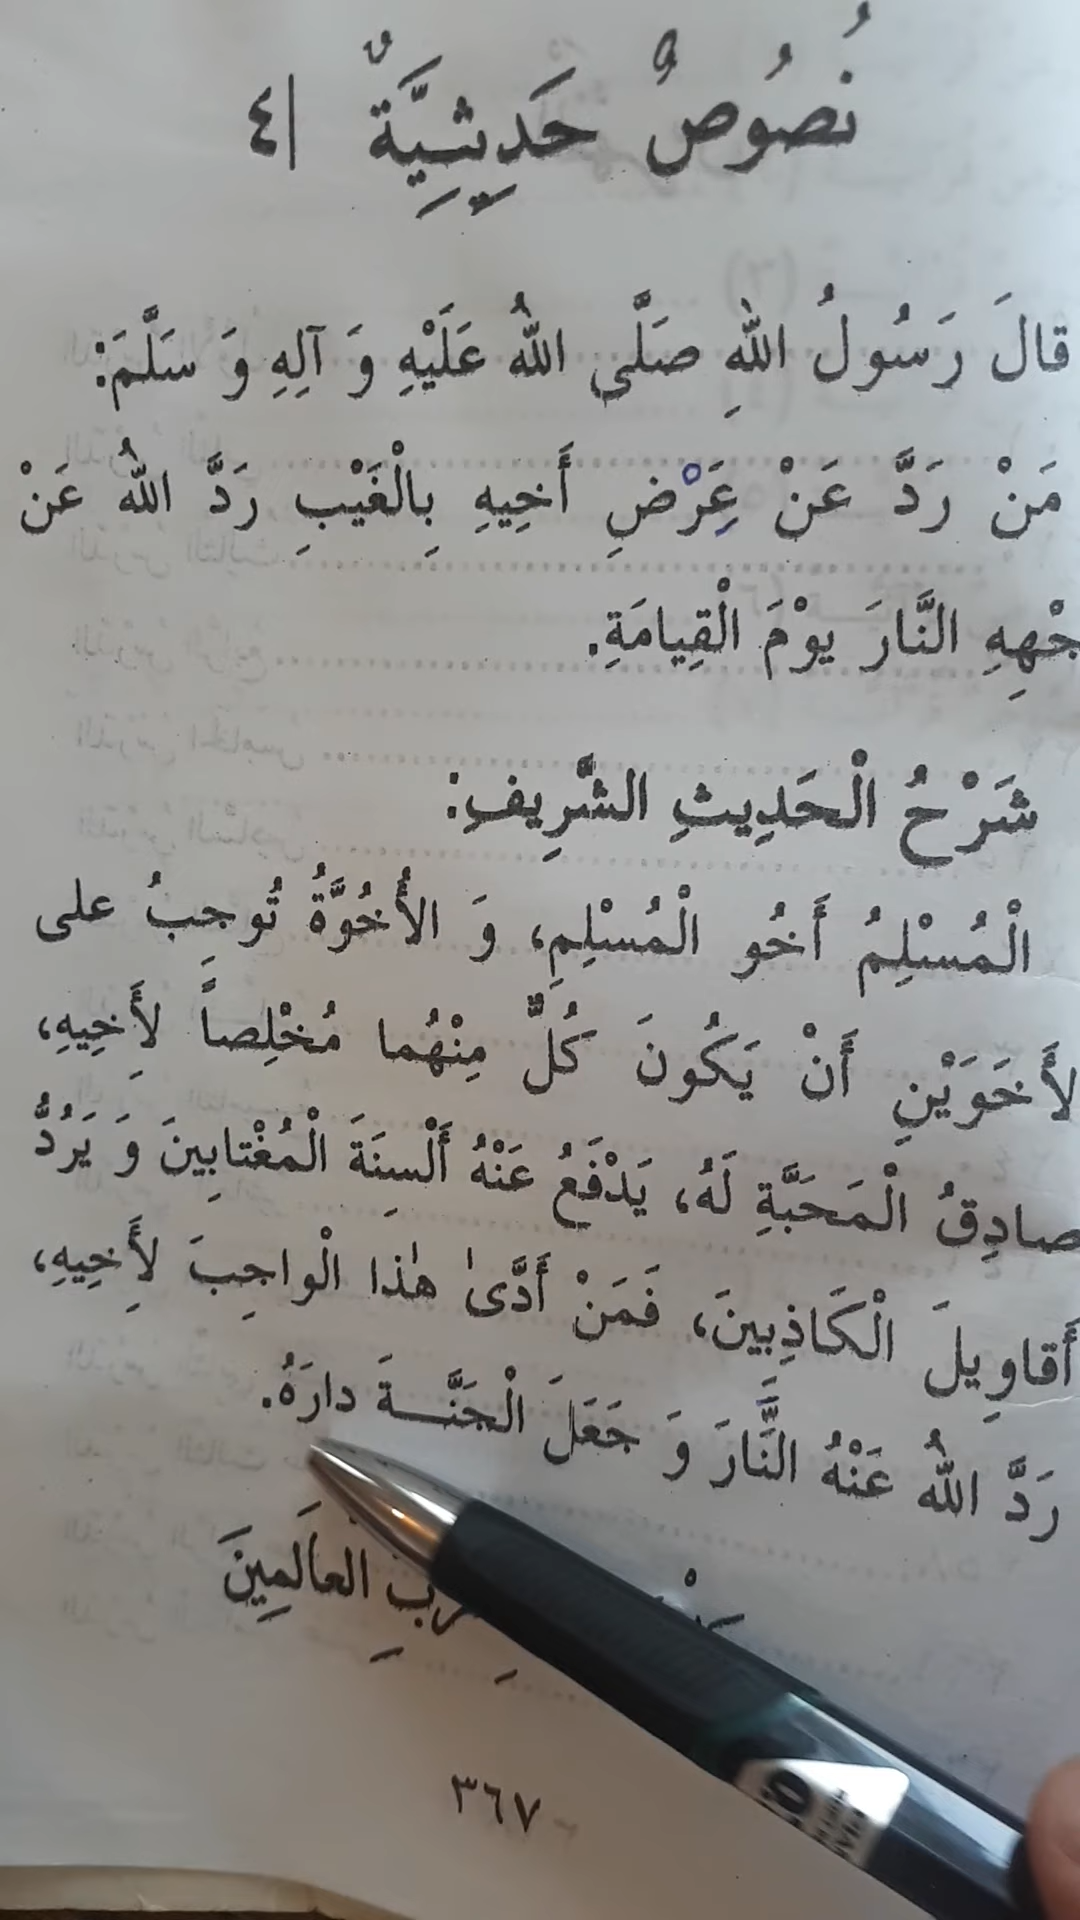 نُصُوصٌ حَدِيثِيَّةٌ /٤
قالَ رَسُولُ اللهِ صَلَّى اللهُ عَلَيْهِ وَ آلِهِ وَ سَلَّمَ:
مَنْ رَدَّ عَنْ عِرْضِ أَخِيهِ بِالْغَيْبِ رَدَّ اللهُ عَنْ
جْهِهِ النَّارَ يوْمَ الْقِيامَةِ.
شَرْحُ الْحَدِيثِ الشَّرِيفِ:
الْمُسْلِمُ أَخُو الْمُسْلِمِ، وَ الأُخُوَّةُ تُوجِبُ على
لأَخَوَيْنِ أَنْ يَكُونَ كُلٌّ مِنْهُما مُخْلِصاً لأَخِيهِ،
صادِقُ الْمَحَبَّةِ لَهُ، يَدْفَعُ عَنْهُ أَلْسِنَةَ الْمُغْتابِينَ وَ يَرُدُّ
أَقاوِيلَ الْكَاذِبِينَ، فَمَنْ أَدَّىٰ هٰذا الْواجِبَ لأَخِيهِ،
رَدَّ اللهُ عَنْهُ النَّارَ وَ جَعَلَ الْجَنَّةَ دارَهُ.
رَبِّ العالَمِينَ
٣٦٧